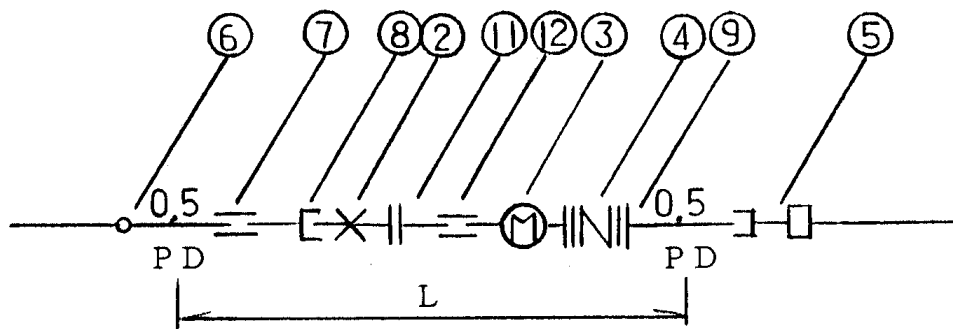 ⑥ ⑦ ⑧ ② ⑪ ⑫ ③ ④ ⑨ ⑤
0,5 M 0,5
PD PD
L